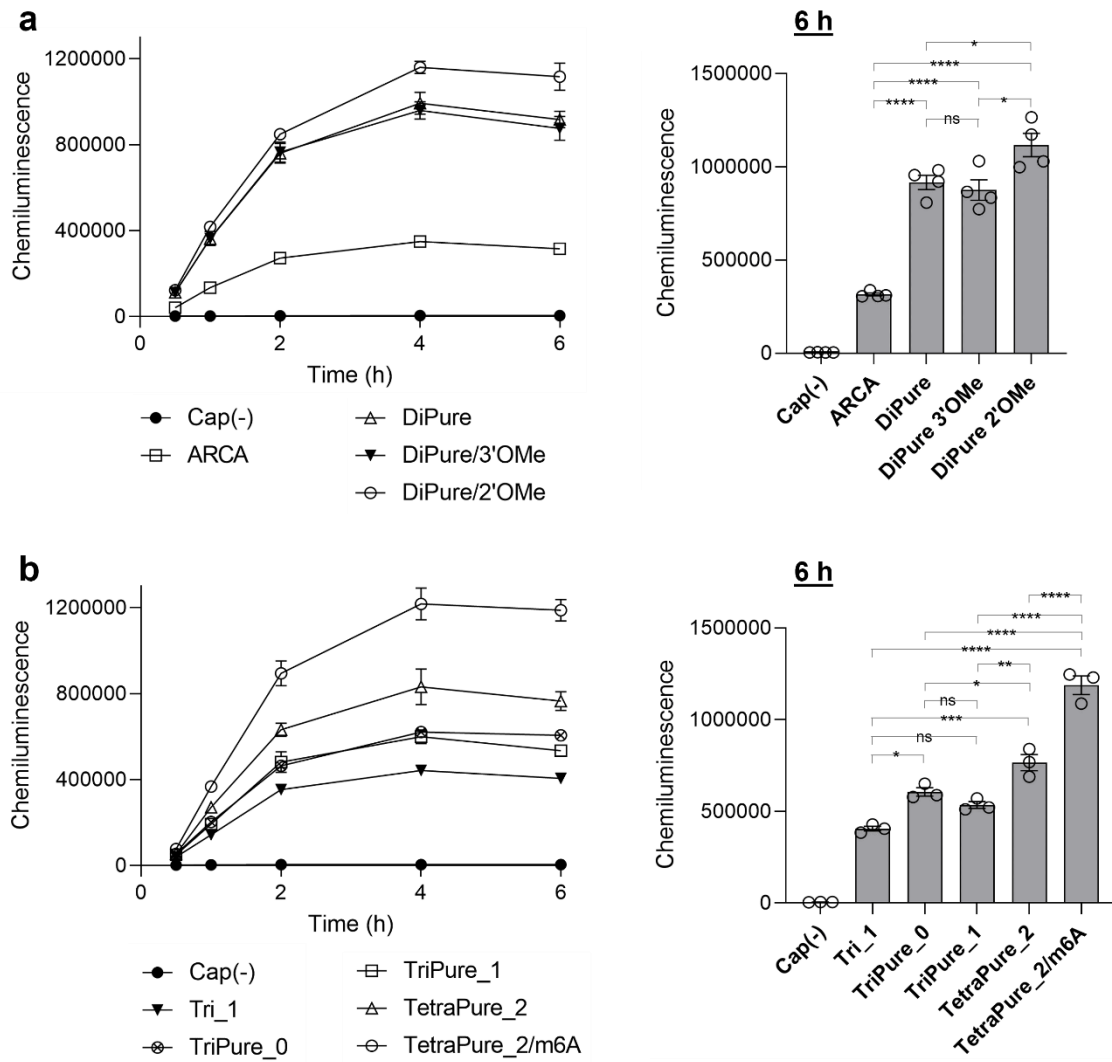 a
Chemiluminescence
1200000
800000
400000
0
0
2
4
6
Time (h)
Cap(-)
ARCA
DiPure
DiPure/3'OMe
DiPure/2'OMe
6 h
Chemiluminescence
1500000
1000000
500000
0
*
****
****
*
****
ns
Cap(-)
ARCA
DiPure
DiPure 3'OMe
DiPure 2'OMe
b
Chemiluminescence
1200000
800000
400000
0
0
2
4
6
Time (h)
Cap(-)
Tri_1
TriPure_0
TriPure_1
TetraPure_2
TetraPure_2/m6A
6 h
Chemiluminescence
1500000
1000000
500000
0
****
****
****
****
**
*
ns
***
ns
*
Cap(-)
Tri_1
TriPure_0
TriPure_1
TetraPure_2
TetraPure_2/m6A